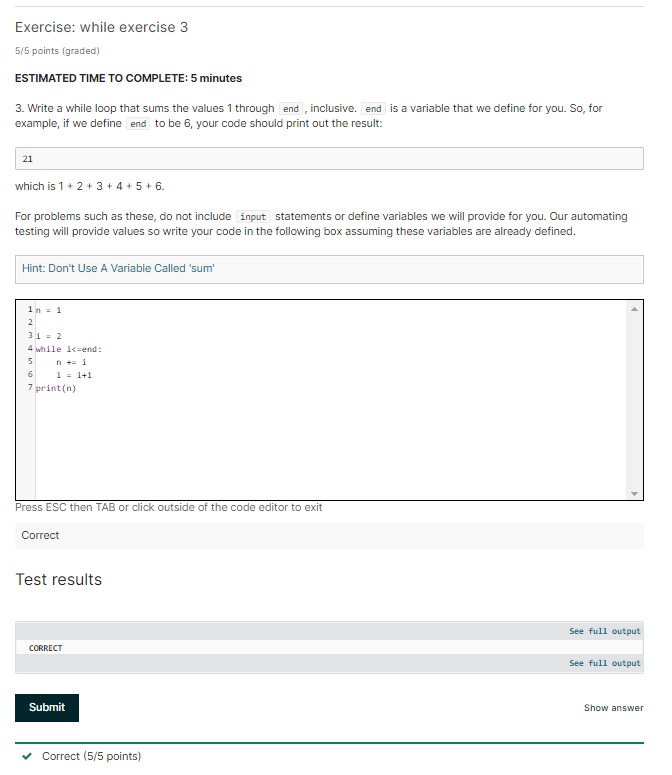 Exercise: while exercise 3
5/5 points (graded)
ESTIMATED TIME TO COMPLETE: 5 minutes
3. Write a while loop that sums the values 1 through end, inclusive. end is a variable that we define for you. So, for
example, if we define end to be 6, your code should print out the result:
21
which is 1 + 2 + 3 + 4 + 5 + 6.
For problems such as these, do not include input statements or define variables we will provide for you. Our automating
testing will provide values so write your code in the following box assuming these variables are already defined.
Hint: Don't Use A Variable Called 'sum'
1 n = 1
2
3 i = 2
4 while i<=end:
5     n += i
6     i = i+1
7 print(n)
Press ESC then TAB or click outside of the code editor to exit
Correct
Test results
See full output
CORRECT
See full output
Submit
Show answer
Correct (5/5 points)